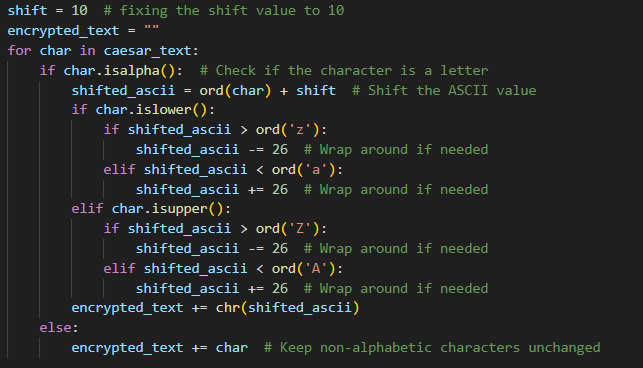 shift = 10  # fixing the shift value to 10
encrypted_text = ""
for char in caesar_text:
    if char.isalpha():  # Check if the character is a letter
        shifted_ascii = ord(char) + shift  # Shift the ASCII value
        if char.islower():
            if shifted_ascii > ord('z'):
                shifted_ascii -= 26  # Wrap around if needed
            elif shifted_ascii < ord('a'):
                shifted_ascii += 26  # Wrap around if needed
        elif char.isupper():
            if shifted_ascii > ord('Z'):
                shifted_ascii -= 26  # Wrap around if needed
            elif shifted_ascii < ord('A'):
                shifted_ascii += 26  # Wrap around if needed
        encrypted_text += chr(shifted_ascii)
    else:
        encrypted_text += char  # Keep non-alphabetic characters unchanged